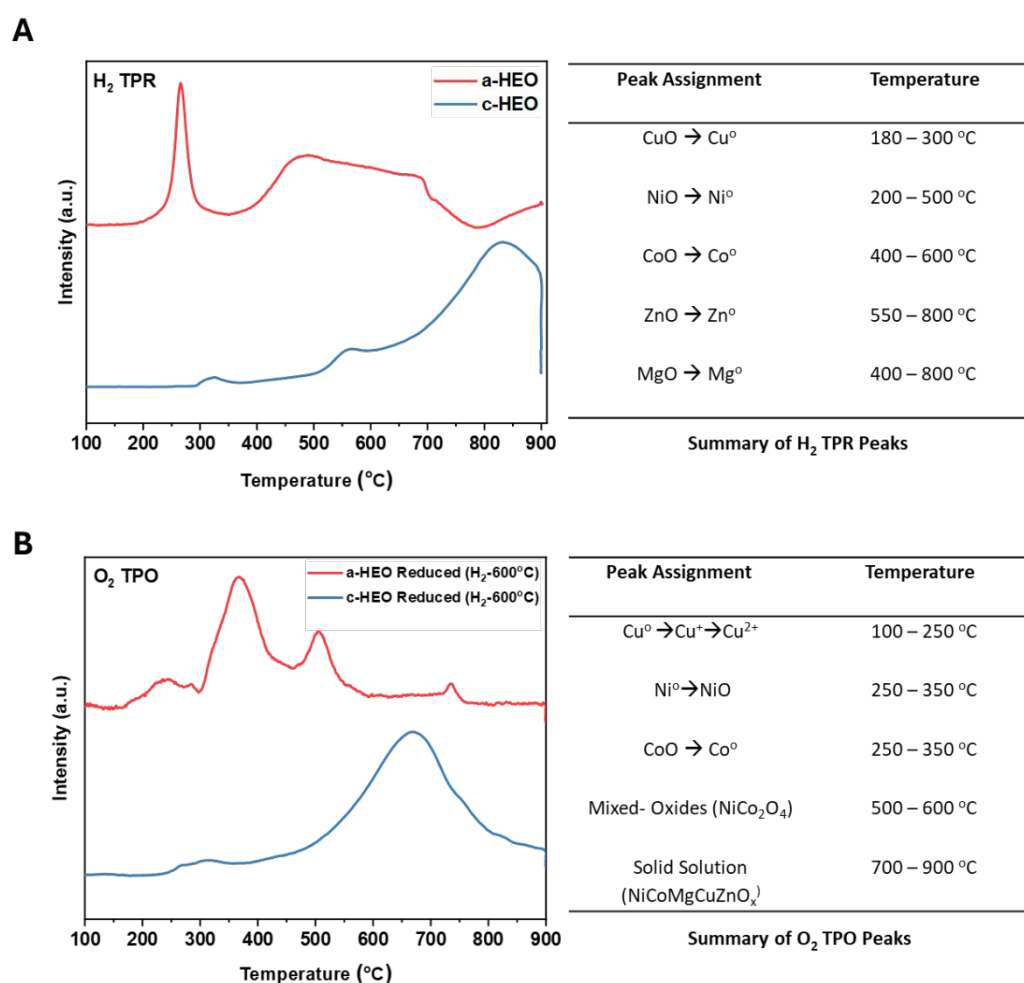 A
H₂ TPR
a-HEO
c-HEO
Intensity (a.u.)
100 200 300 400 500 600 700 800 900
Temperature (°C)
Peak Assignment Temperature
CuO → Cuº 180 – 300 ºC
NiO → Niº 200 – 500 ºC
CoO → Coº 400 – 600 ºC
ZnO → Znº 550 – 800 ºC
MgO → Mgº 400 – 800 ºC
Summary of H₂ TPR Peaks
B
O₂ TPO
a-HEO Reduced (H₂-600°C)
c-HEO Reduced (H₂-600°C)
Intensity (a.u.)
100 200 300 400 500 600 700 800 900
Temperature (°C)
Peak Assignment Temperature
Cuº→Cu⁺→Cu²⁺ 100 – 250 ºC
Niº→NiO 250 – 350 ºC
CoO → Coº 250 – 350 ºC
Mixed- Oxides (NiCo₂O₄) 500 – 600 ºC
Solid Solution 700 – 900 ºC
(NiCoMgCuZnOₓ)
Summary of O₂ TPO Peaks